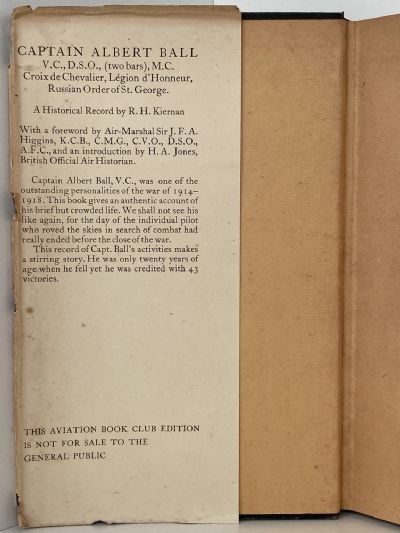 CAPTAIN ALBERT BALL
V.C., D.S.O., (two bars), M.C.
Croix de Chevalier, Légion d'Honneur,
Russian Order of St. George.
A Historical Record by R. H. Kiernan
With a foreword by Air-Marshal Sir J. F. A.
Higgins, K.C.B., C.M.G., C.V.O., D.S.O.,
A.F.C., and an introduction by H. A. Jones,
British Official Air Historian.
Captain Albert Ball, V.C., was one of the
outstanding personalities of the war of 1914–
1918. This book gives an authentic account of
his brief but crowded life. We shall not see his
like again, for the day of the individual pilot
who roved the skies in search of combat had
really ended before the close of the war.
This record of Capt. Ball's activities makes
a stirring story. He was only twenty years of
age when he fell yet he was credited with 43
victories.
THIS AVIATION BOOK CLUB EDITION
IS NOT FOR SALE TO THE
GENERAL PUBLIC